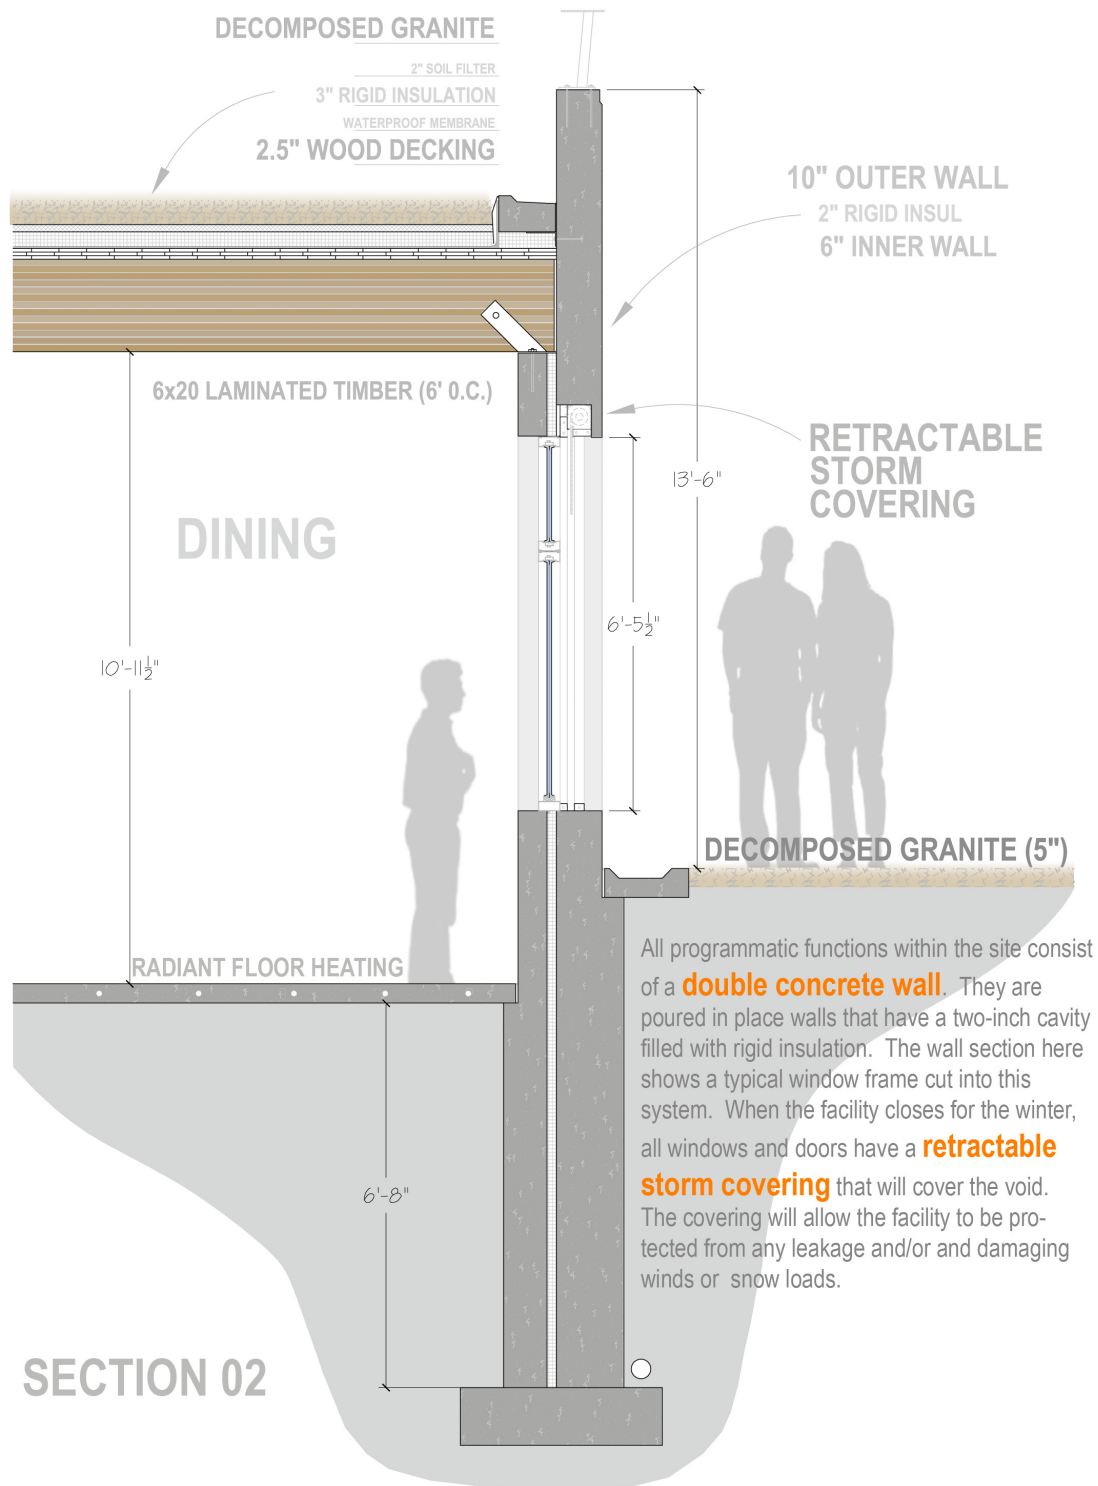 DECOMPOSED GRANITE
2" SOIL FILTER
3" RIGID INSULATION
WATERPROOF MEMBRANE
2.5" WOOD DECKING
10" OUTER WALL
2" RIGID INSUL
6" INNER WALL
6x20 LAMINATED TIMBER (6' 0.C.)
RETRACTABLE
STORM
COVERING
13'-6"
DINING
6'-5½"
10'-11½"
DECOMPOSED GRANITE (5")
RADIANT FLOOR HEATING
All programmatic functions within the site consist
of a double concrete wall. They are
poured in place walls that have a two-inch cavity
filled with rigid insulation. The wall section here
shows a typical window frame cut into this
system. When the facility closes for the winter,
all windows and doors have a retractable
storm covering that will cover the void.
The covering will allow the facility to be pro-
tected from any leakage and/or and damaging
winds or snow loads.
6'-8"
SECTION 02